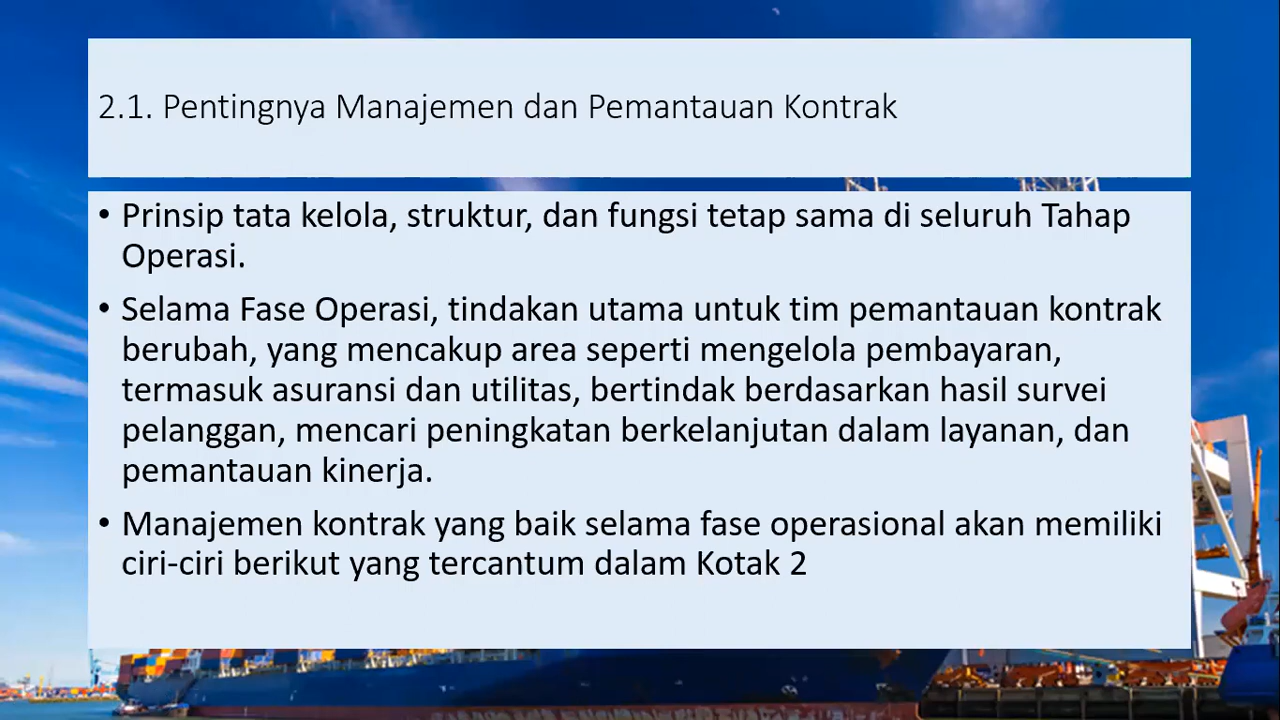 2.1. Pentingnya Manajemen dan Pemantauan Kontrak
• Prinsip tata kelola, struktur, dan fungsi tetap sama di seluruh Tahap
Operasi.
• Selama Fase Operasi, tindakan utama untuk tim pemantauan kontrak
berubah, yang mencakup area seperti mengelola pembayaran,
termasuk asuransi dan utilitas, bertindak berdasarkan hasil survei
pelanggan, mencari peningkatan berkelanjutan dalam layanan, dan
pemantauan kinerja.
• Manajemen kontrak yang baik selama fase operasional akan memiliki
ciri-ciri berikut yang tercantum dalam Kotak 2